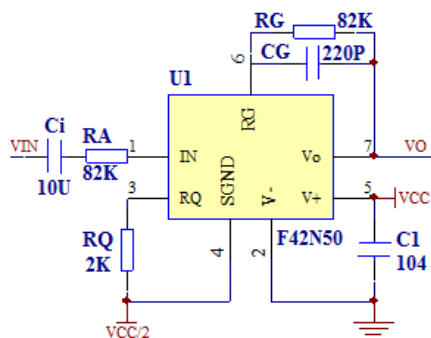 RG 82K
CG 220P
6
U1
RG
VIN Ci RA 1 IN Vo 7 VO
10U 82K
3 RQ SGND V- V+ 5 VCC
RQ 2K
4 2 F42N50 C1 104
VCC/2